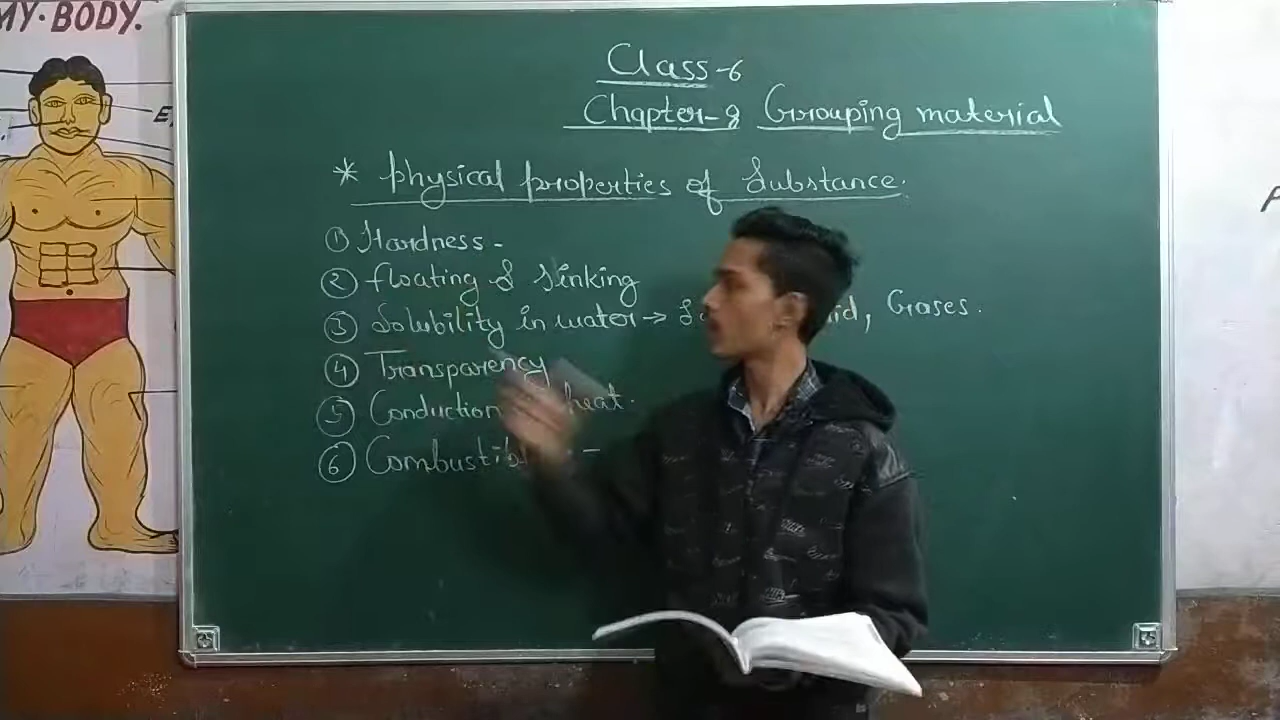 MY·BODY.
Class-6
Chapter-8 Grouping material
* Physical properties of Substance.
① Hardness -
② floating & Sinking
③ Solubility in water → Gases.
④ Transparency
⑤ Conduction heat.
⑥ -